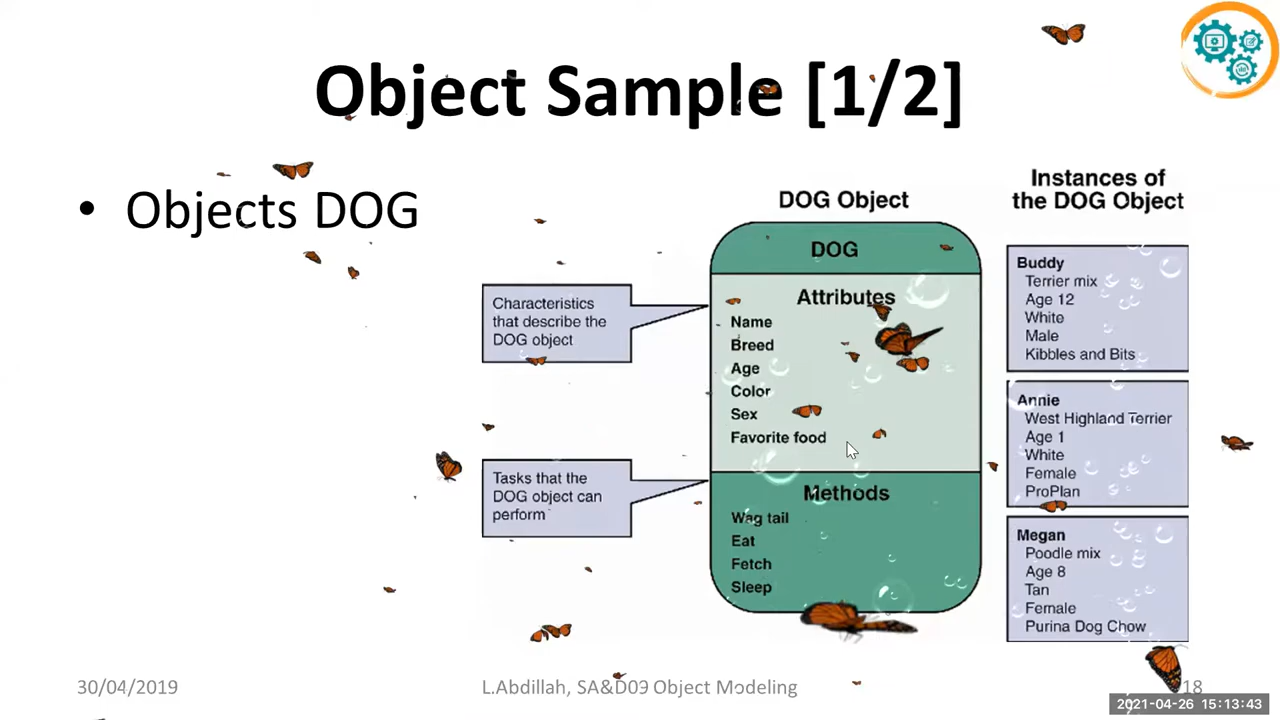 Object Sample [1/2]
• Objects DOG
DOG Object
Instances of
the DOG Object
DOG
Attributes
Name
Breed
Age
Color
Sex
Favorite food
Methods
Wag tail
Eat
Fetch
Sleep
Characteristics
that describe the
DOG object
Tasks that the
DOG object can
perform
Buddy
Terrier mix
Age 12
White
Male
Kibbles and Bits
Annie
West Highland Terrier
Age 1
White
Female
ProPlan
Megan
Poodle mix
Age 8
Tan
Female
Purina Dog Chow
30/04/2019
L.Abdillah, SA&D09 Object Modeling
18
2021-04-26 15:13:43